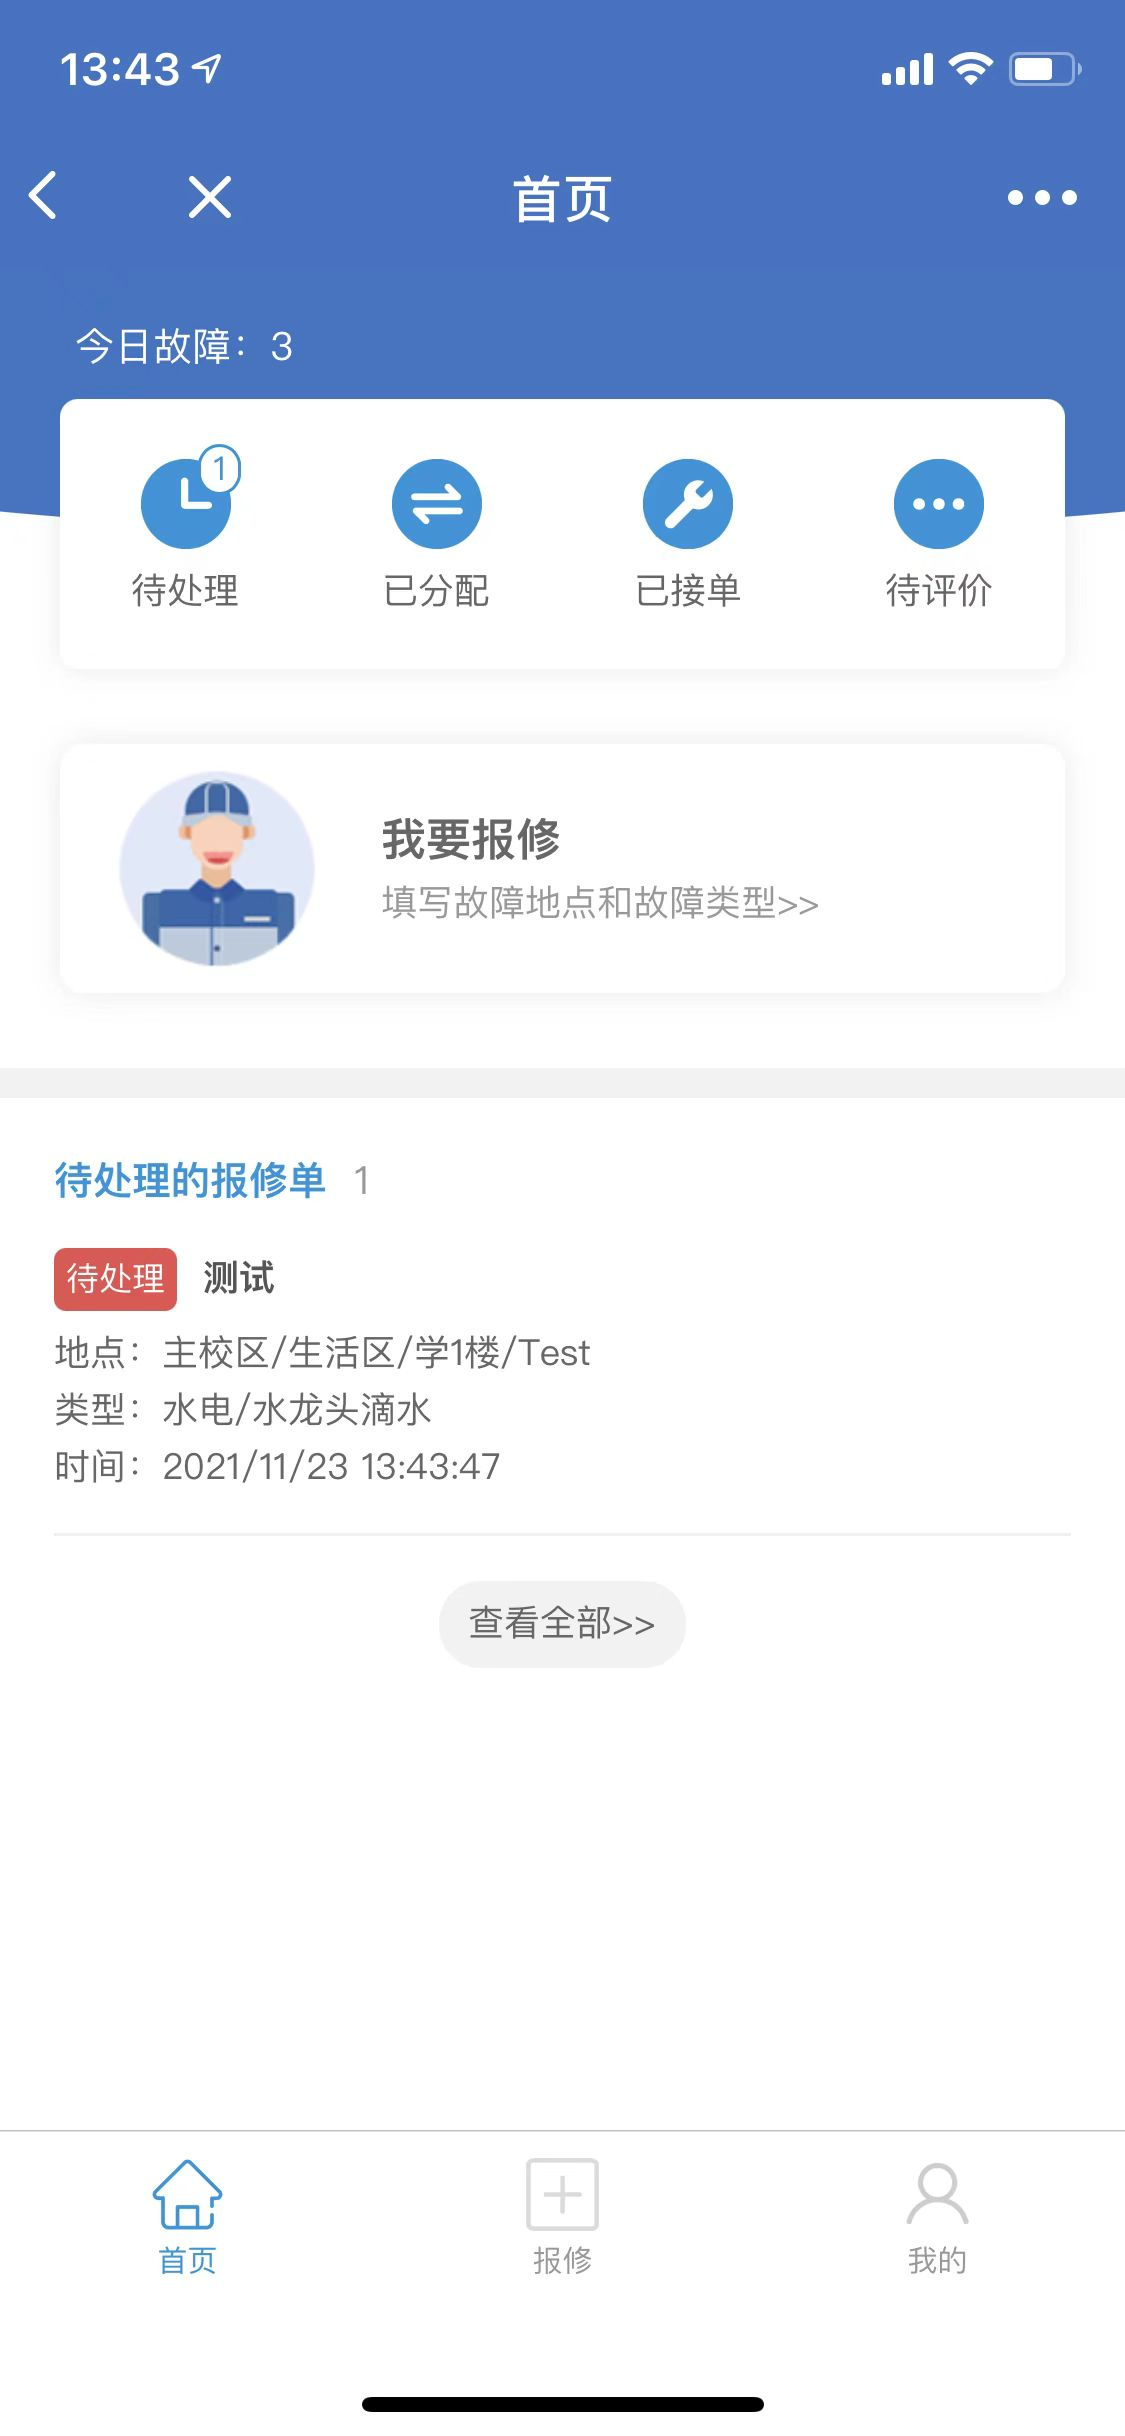 13:43
首页
今日故障：3
1
待处理 已分配 已接单 待评价
我要报修
填写故障地点和故障类型>>
待处理的报修单 1
待处理 测试
地点：主校区/生活区/学1楼/Test
类型：水电/水龙头滴水
时间：2021/11/23 13:43:47
查看全部>>
首页 报修 我的